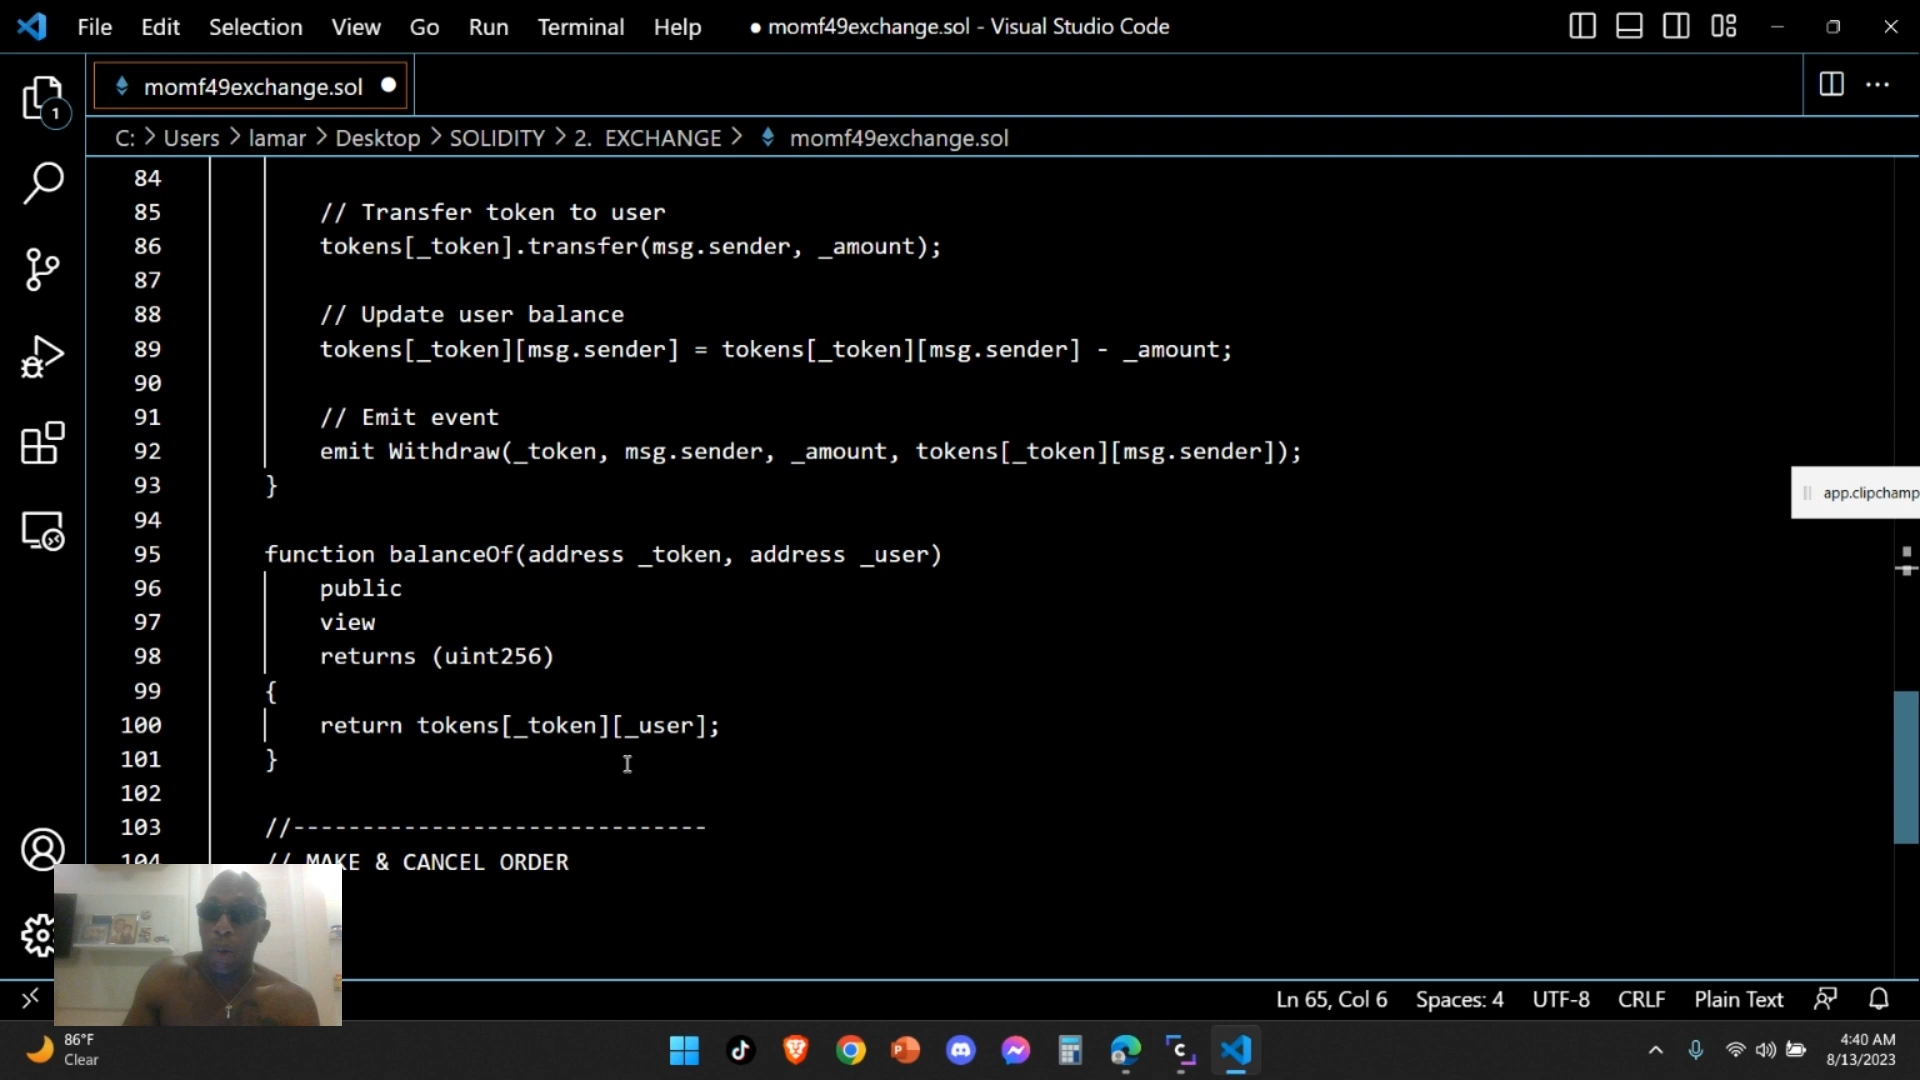 File Edit Selection View Go Run Terminal Help ● momf49exchange.sol - Visual Studio Code
momf49exchange.sol
1
C: > Users > lamar > Desktop > SOLIDITY > 2. EXCHANGE > momf49exchange.sol
84
85 // Transfer token to user
86 tokens[_token].transfer(msg.sender, _amount);
87
88 // Update user balance
89 tokens[_token][msg.sender] = tokens[_token][msg.sender] - _amount;
90
91 // Emit event
92 emit Withdraw(_token, msg.sender, _amount, tokens[_token][msg.sender]);
93 }
94
95 function balanceOf(address _token, address _user)
96 public
97 view
98 returns (uint256)
99 {
100 return tokens[_token][_user];
101 }
102
103 //------------------------------
104 // MAKE & CANCEL ORDER
app.clipchamp
Ln 65, Col 6 Spaces: 4 UTF-8 CRLF Plain Text
86°F
Clear
4:40 AM
8/13/2023